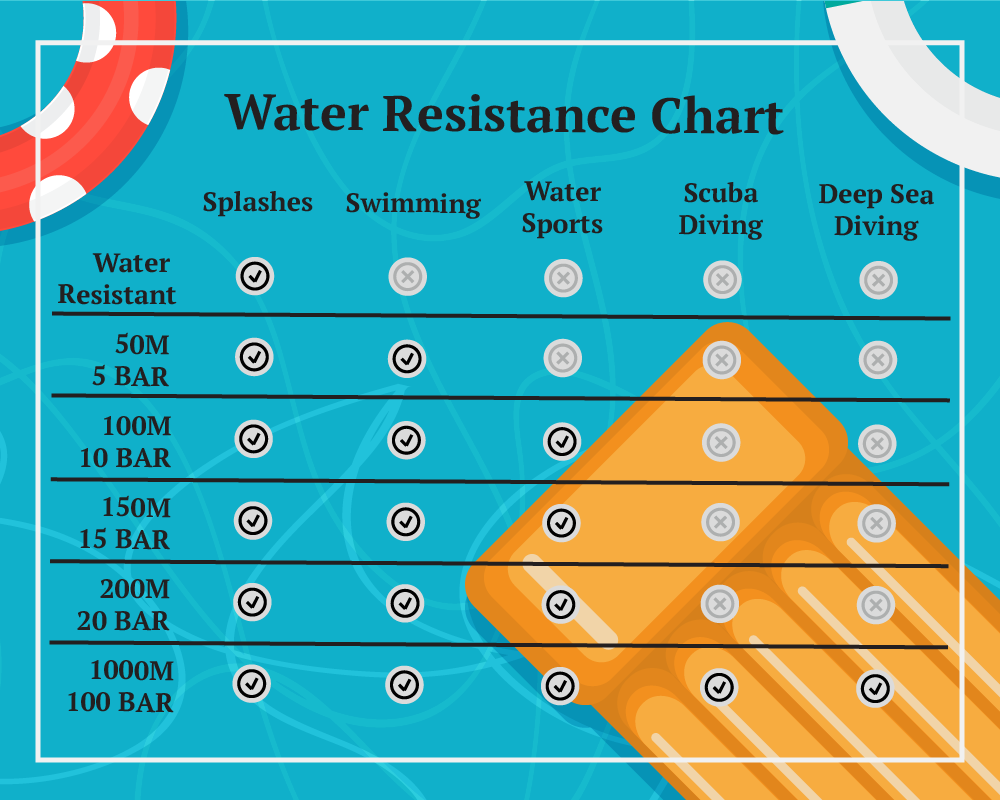 Water Resistance Chart
Splashes
Swimming
Water
Sports
Scuba
Diving
Deep Sea
Diving
Water
Resistant
50M
5 BAR
100M
10 BAR
150M
15 BAR
200M
20 BAR
1000M
100 BAR